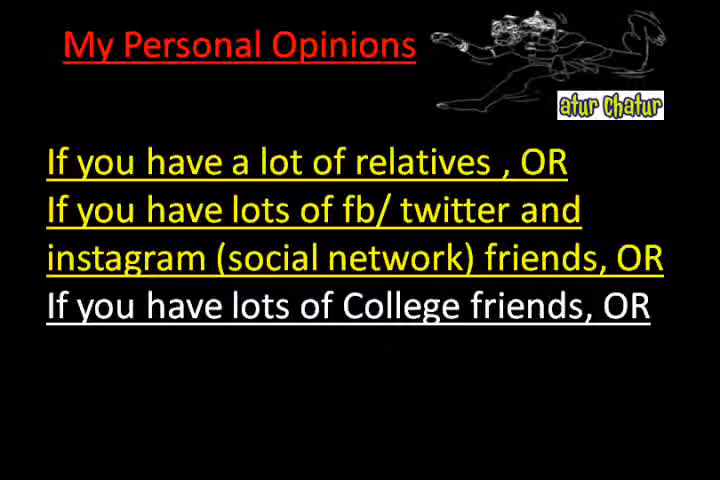 My Personal Opinions
atur chatur
If you have a lot of relatives , OR
If you have lots of fb/ twitter and
instagram (social network) friends, OR
If you have lots of College friends, OR